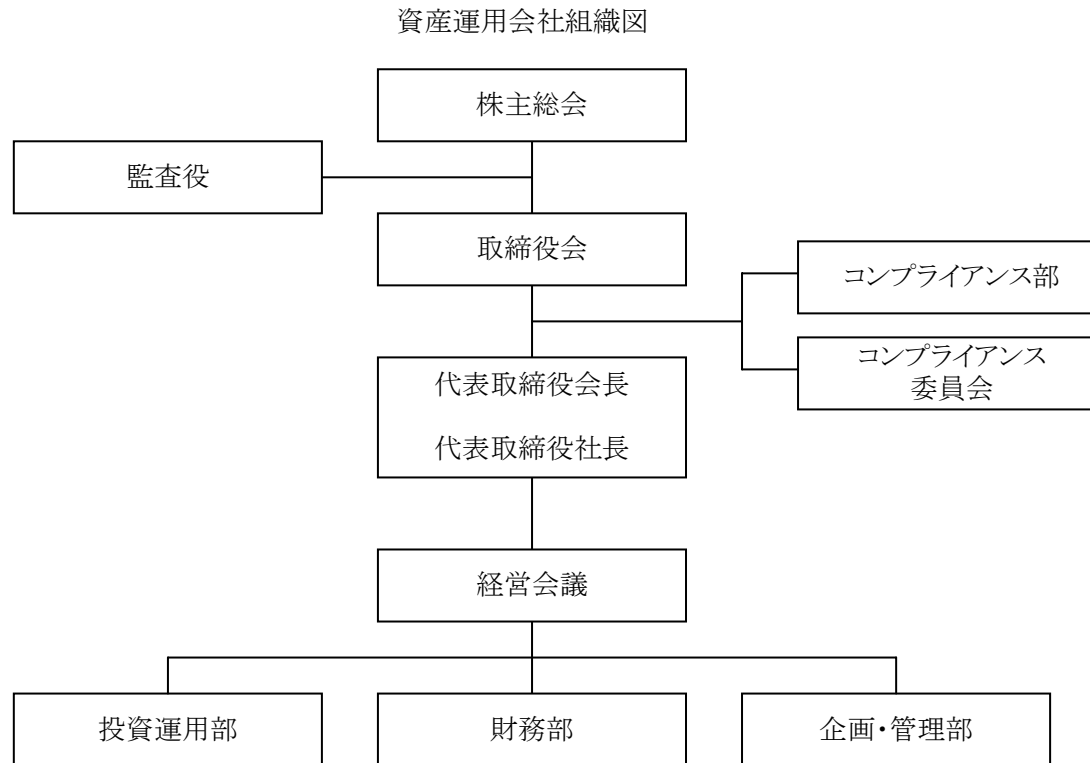 資産運用会社組織図
株主総会
監査役
取締役会
コンプライアンス部
コンプライアンス
委員会
代表取締役会長
代表取締役社長
経営会議
投資運用部
財務部
企画・管理部